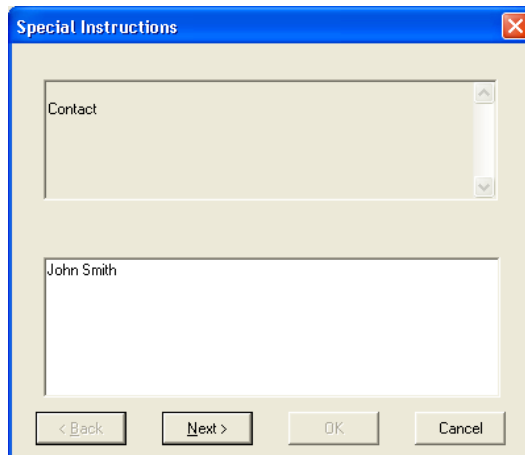 Special Instructions
Contact
John Smith
< Back
Next >
OK
Cancel